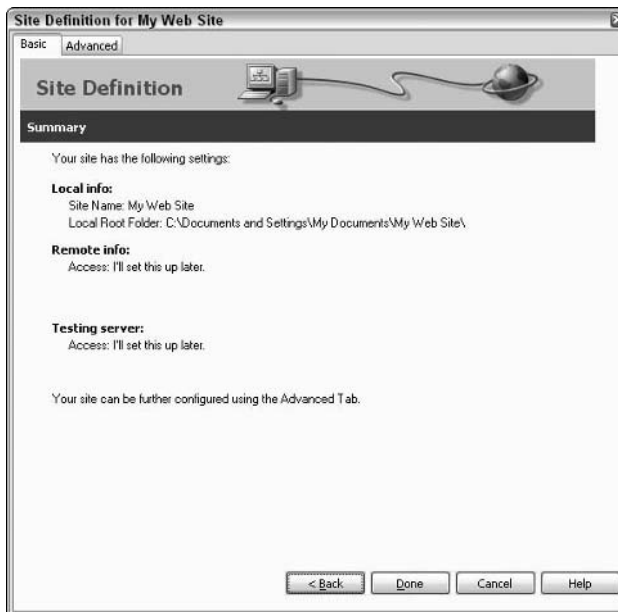 Site Definition for My Web Site
Basic
Advanced
Site Definition
Summary
Your site has the following settings:
Local info:
Site Name: My Web Site
Local Root Folder: C:\Documents and Settings\My Documents\My Web Site\
Remote info:
Access: I'll set this up later.
Testing server:
Access: I'll set this up later.
Your site can be further configured using the Advanced Tab.
< Back
Done
Cancel
Help